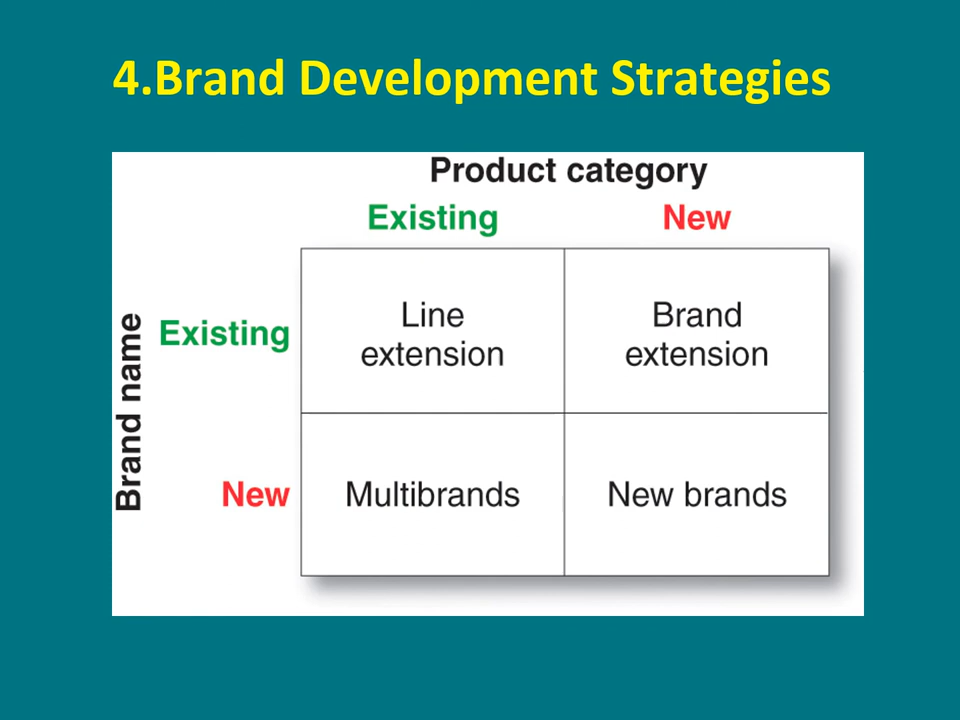 4.Brand Development Strategies
Product category
Existing New
Brand name
Existing
Line
extension
Brand
extension
New
Multibrands
New brands